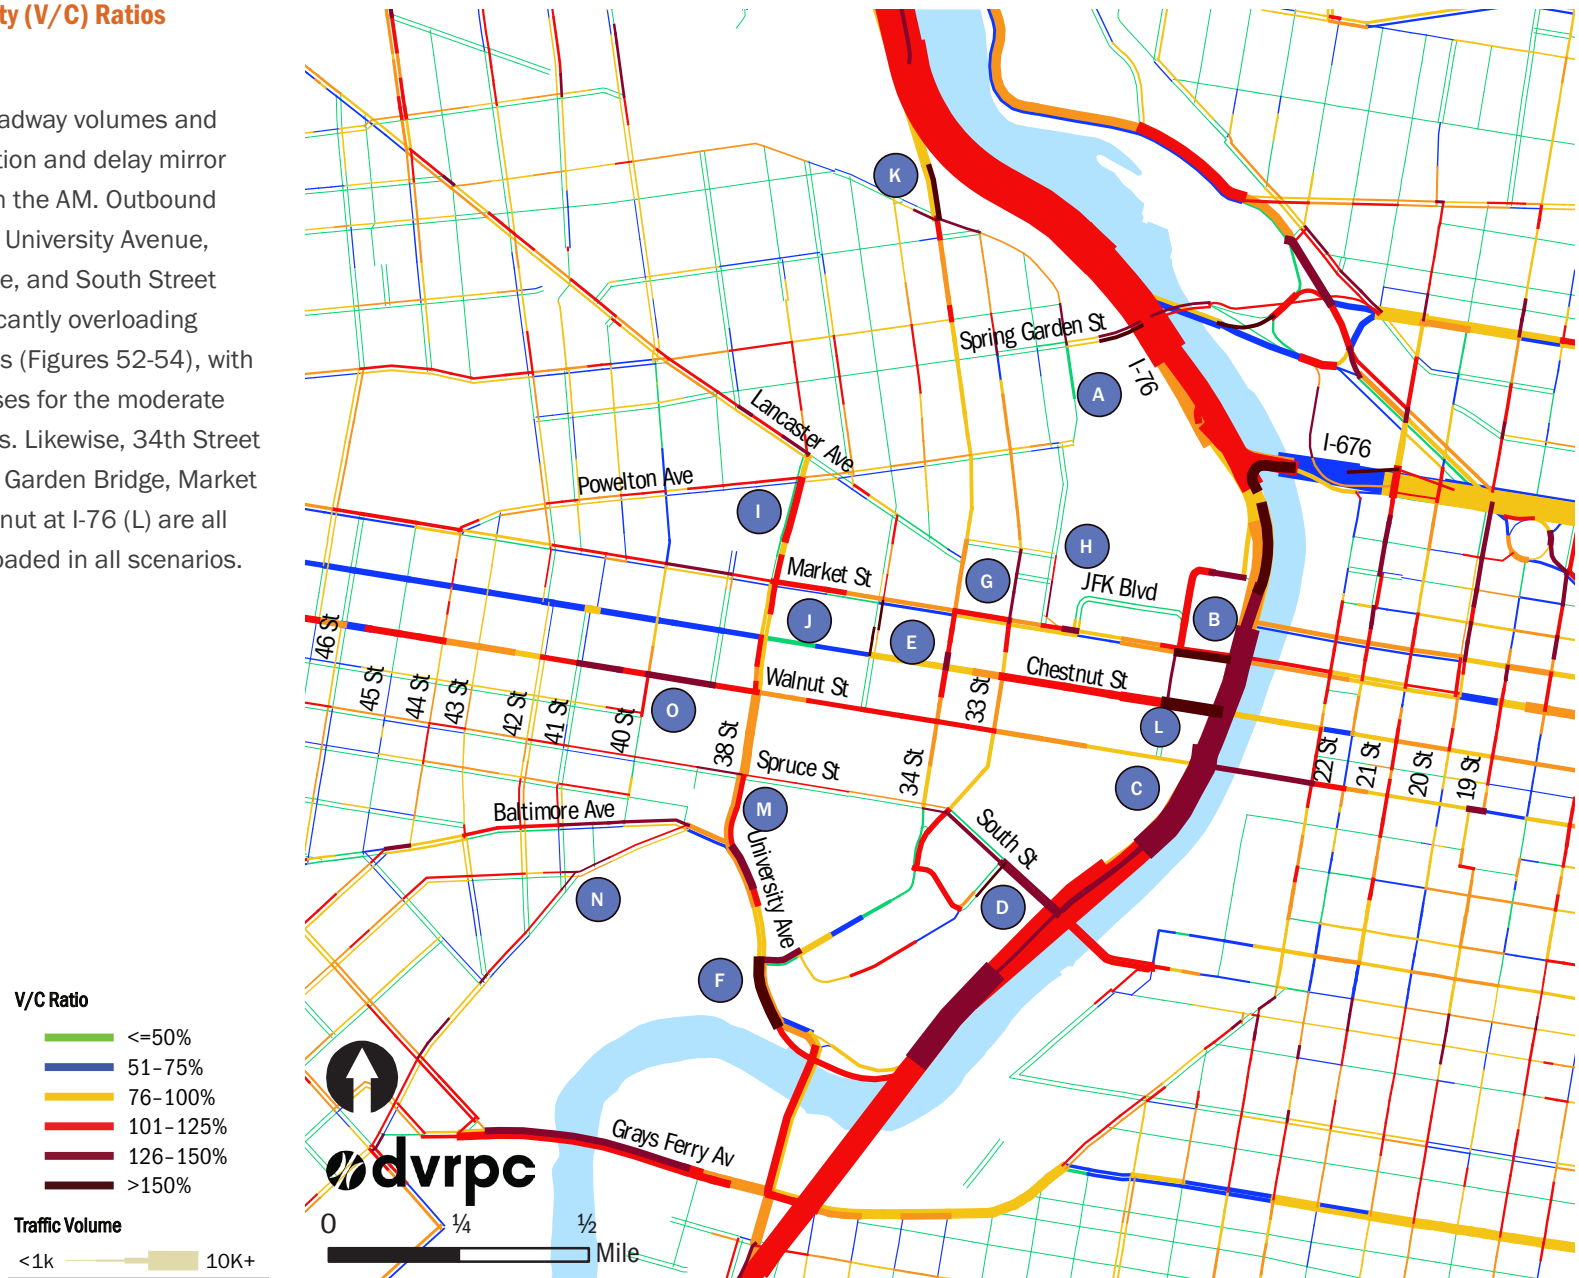 ty (V/C) Ratios
adway volumes and
tion and delay mirror
n the AM. Outbound
University Avenue,
e, and South Street
cantly overloading
s (Figures 52-54), with
ses for the moderate
s. Likewise, 34th Street
Garden Bridge, Market
nut at I-76 (L) are all
oaded in all scenarios.
K
Spring Garden St
I-76
A
Lancaster Ave
I-676
Powelton Ave
I
H
Market St
G
JFK Blvd
J
B
E
46 St
Chestnut St
Walnut St
45 St
44 St
43 St
42 St
41 St
40 St
O
33 St
L
38 St
34 St
22 St
21 St
20 St
19 St
Spruce St
C
Baltimore Ave
M
South St
University Ave
N
D
F
V/C Ratio
<=50%
51-75%
76-100%
101-125%
126-150%
>150%
Traffic Volume
<1k
10K+
Grays Ferry Av
dvrpc
0
¼
½
Mile